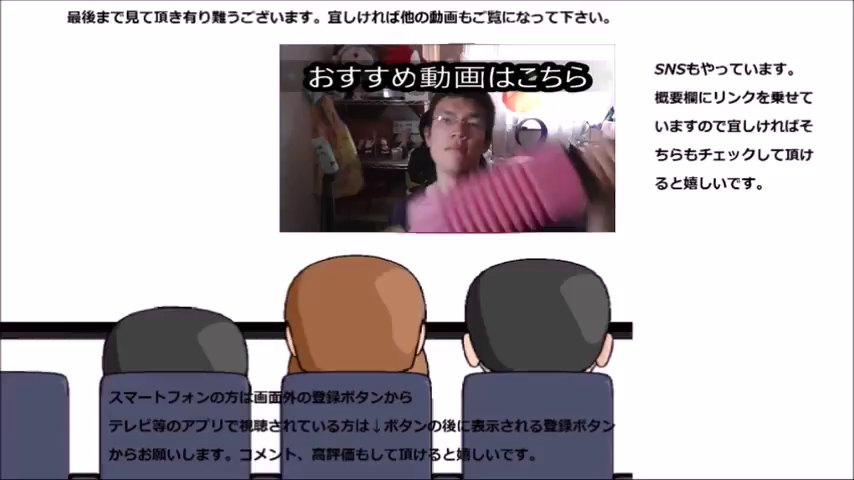 最後まで見て頂き有り難うございます。宜しければ他の動画もご覧になって下さい。
おすすめ動画はこちら
SNSもやっています。
概要欄にリンクを乗せて
いますので宜しければそ
ちらもチェックして頂け
ると嬉しいです。
スマートフォンの方は画面外の登録ボタンから
テレビ等のアプリで視聴されている方は↓ボタンの後に表示される登録ボタン
からお願いします。コメント、高評価もして頂けると嬉しいです。